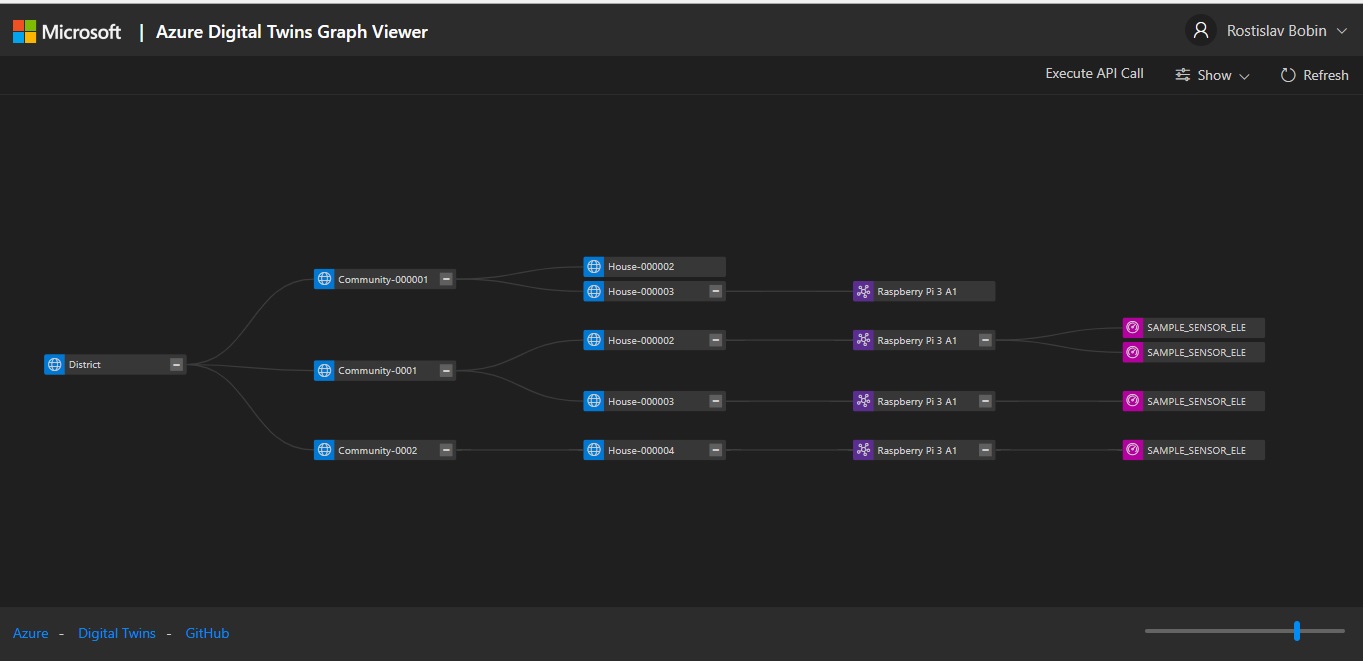 Microsoft | Azure Digital Twins Graph Viewer
Rostislav Bobin
Execute API Call
Show
Refresh
District
Community-000001
House-000002
House-000003
Raspberry Pi 3 A1
Community-0001
House-000002
Raspberry Pi 3 A1
SAMPLE_SENSOR_ELE
SAMPLE_SENSOR_ELE
House-000003
Raspberry Pi 3 A1
SAMPLE_SENSOR_ELE
Community-0002
House-000004
Raspberry Pi 3 A1
SAMPLE_SENSOR_ELE
Azure - Digital Twins - GitHub